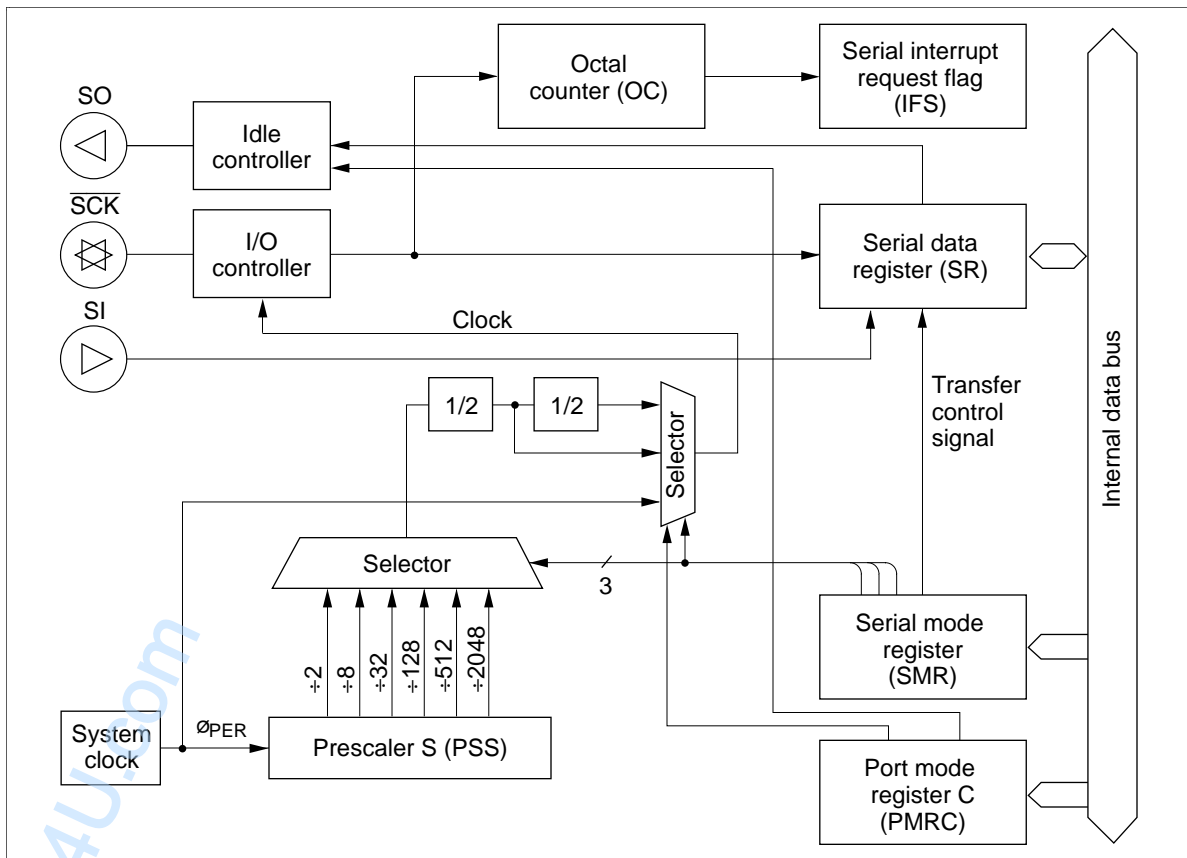 Octal
counter (OC)
Serial interrupt
request flag
(IFS)
SO
Idle
controller
SCK
I/O
controller
Serial data
register (SR)
SI
Clock
1/2
1/2
Selector
Transfer
control
signal
Internal data bus
Selector
3
÷2
÷8
÷32
÷128
÷512
÷2048
Serial mode
register
(SMR)
System
clock
ØPER
Prescaler S (PSS)
Port mode
register C
(PMRC)
4U.com